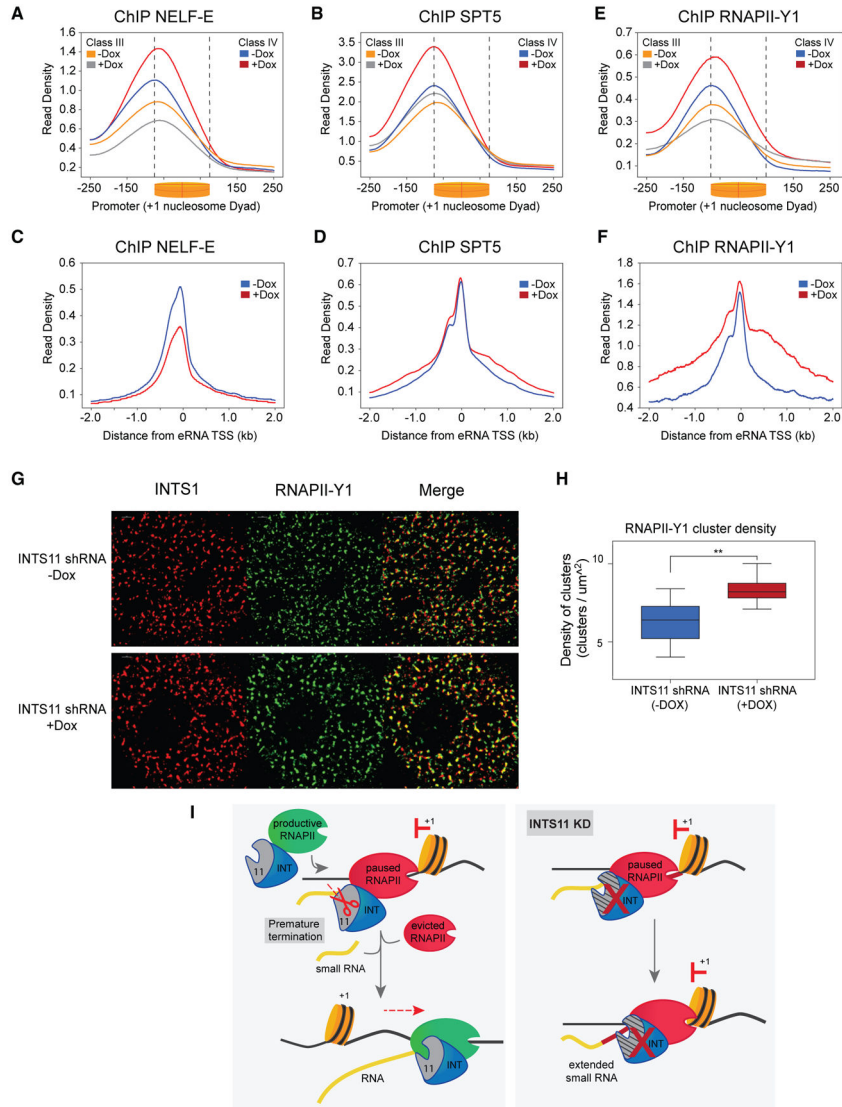 A
ChIP NELF-E
Class III
-Dox
+Dox
Class IV
-Dox
+Dox
Read Density
1.6
1.4
1.2
1.0
0.8
0.6
0.4
0.2
-250
-150
150
250
Promoter (+1 nucleosome Dyad)
B
ChIP SPT5
Class III
-Dox
+Dox
Class IV
-Dox
+Dox
Read Density
3.5
3.0
2.5
2.0
1.5
1.0
0.5
-250
-150
150
250
Promoter (+1 nucleosome Dyad)
E
ChIP RNAPII-Y1
Class III
-Dox
+Dox
Class IV
-Dox
+Dox
Read Density
0.7
0.6
0.5
0.4
0.3
0.2
0.1
-250
-150
150
250
Promoter (+1 nucleosome Dyad)
C
ChIP NELF-E
-Dox
+Dox
Read Density
0.6
0.5
0.4
0.3
0.2
0.1
-2.0
-1.0
0
1.0
2.0
Distance from eRNA TSS (kb)
D
ChIP SPT5
-Dox
+Dox
Read Density
0.7
0.6
0.5
0.4
0.3
0.2
0.1
-2.0
-1.0
0
1.0
2.0
Distance from eRNA TSS (kb)
F
ChIP RNAPII-Y1
-Dox
+Dox
Read Density
1.8
1.6
1.4
1.2
1.0
0.8
0.6
0.4
-2.0
-1.0
0
1.0
2.0
Distance from eRNA TSS (kb)
G
INTS1
RNAPII-Y1
Merge
INTS11 shRNA
-Dox
INTS11 shRNA
+Dox
H
RNAPII-Y1 cluster density
**
Density of clusters
(clusters / um^²)
10
5
INTS11 shRNA
(-DOX)
INTS11 shRNA
(+DOX)
I
productive
RNAPII
11
INT
paused
RNAPII
+1
11
INT
Premature
termination
small RNA
evicted
RNAPII
+1
RNA
11
INT
INTS11 KD
+1
paused
RNAPII
INT
+1
INT
extended
small RNA